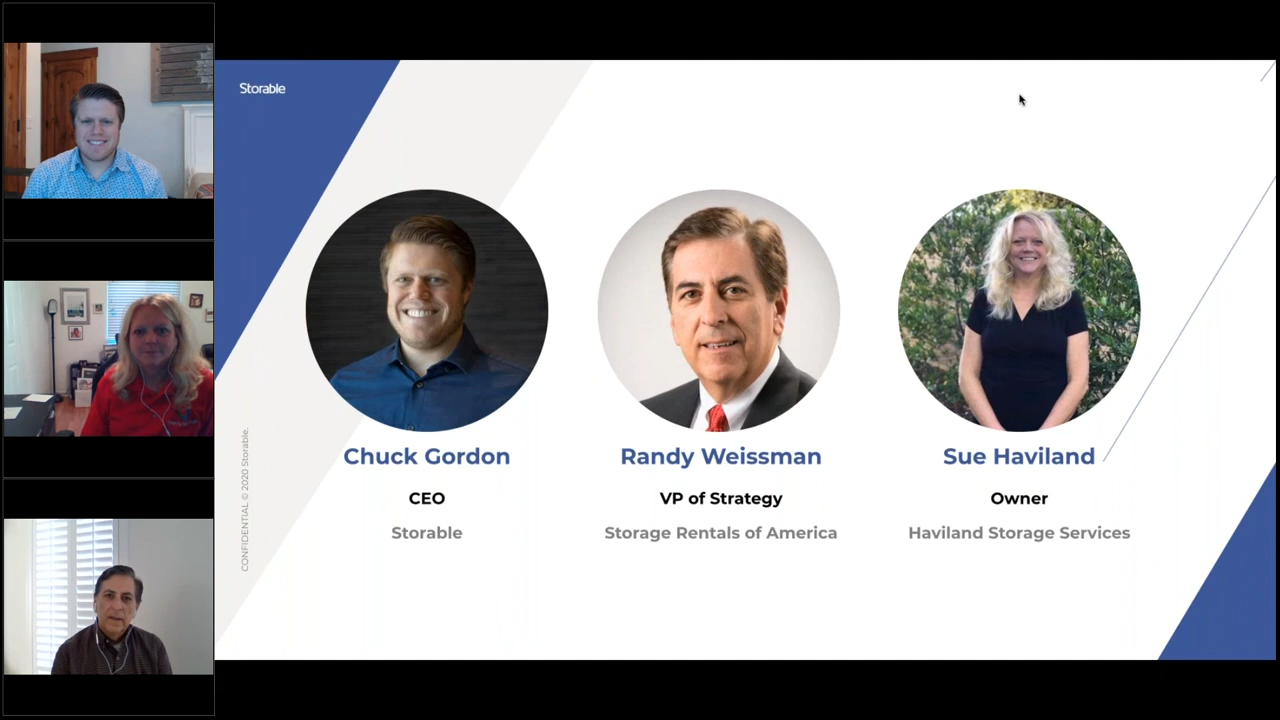 Storable
Chuck Gordon
CEO
Storable
Randy Weissman
VP of Strategy
Storage Rentals of America
Sue Haviland
Owner
Haviland Storage Services
CONFIDENTIAL © 2020 Storable.